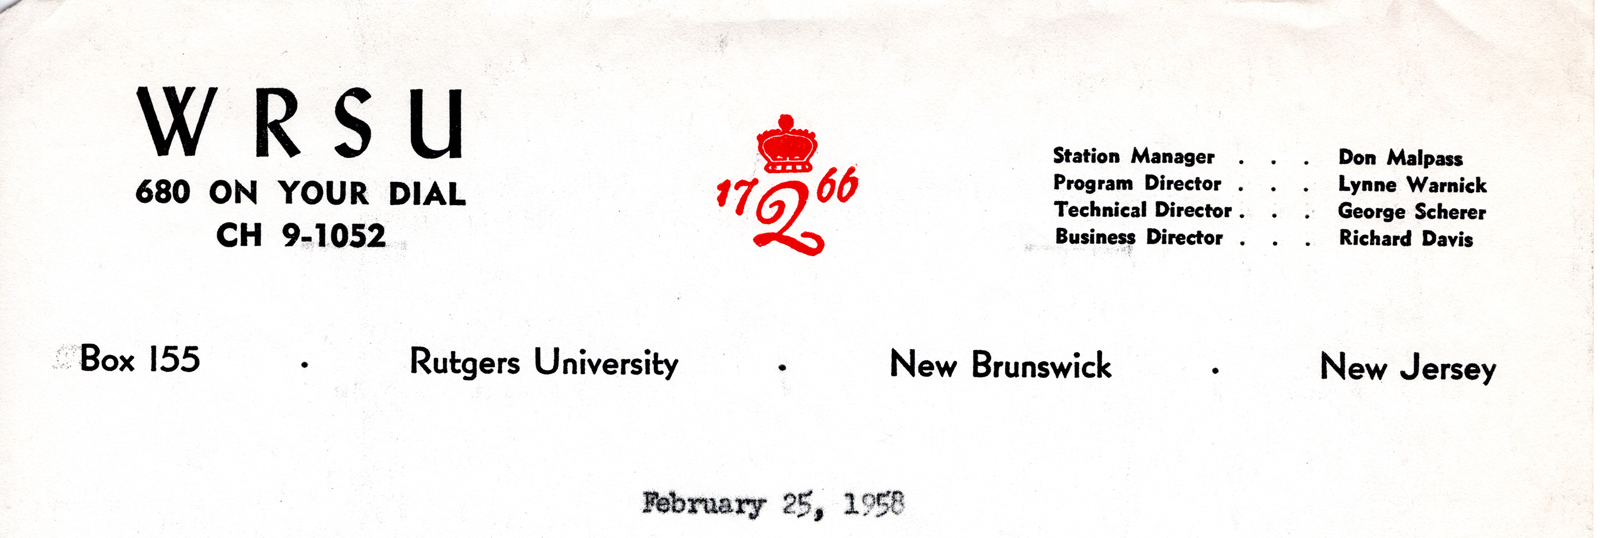 WRSU
680 ON YOUR DIAL
CH 9-1052
17 Q 66
Station Manager . . . Don Malpass
Program Director . . . Lynne Warnick
Technical Director . . . George Scherer
Business Director . . . Richard Davis
Box 155 · Rutgers University · New Brunswick · New Jersey
February 25, 1958